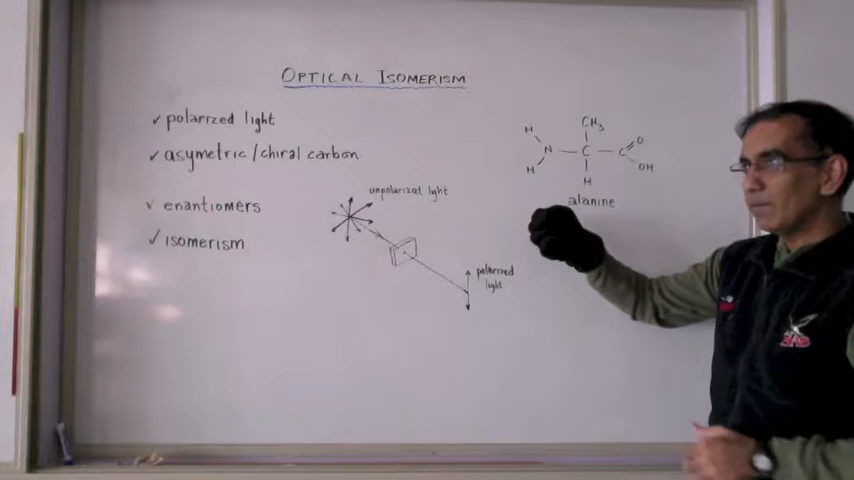 OPTICAL ISOMERISM
✓ polarized light
✓ asymetric/chiral carbon
✓ enantiomers
✓ isomerism
unpolarized light
polarized
light
CH3
H
N - C - C
O
OH
H
H
alanine